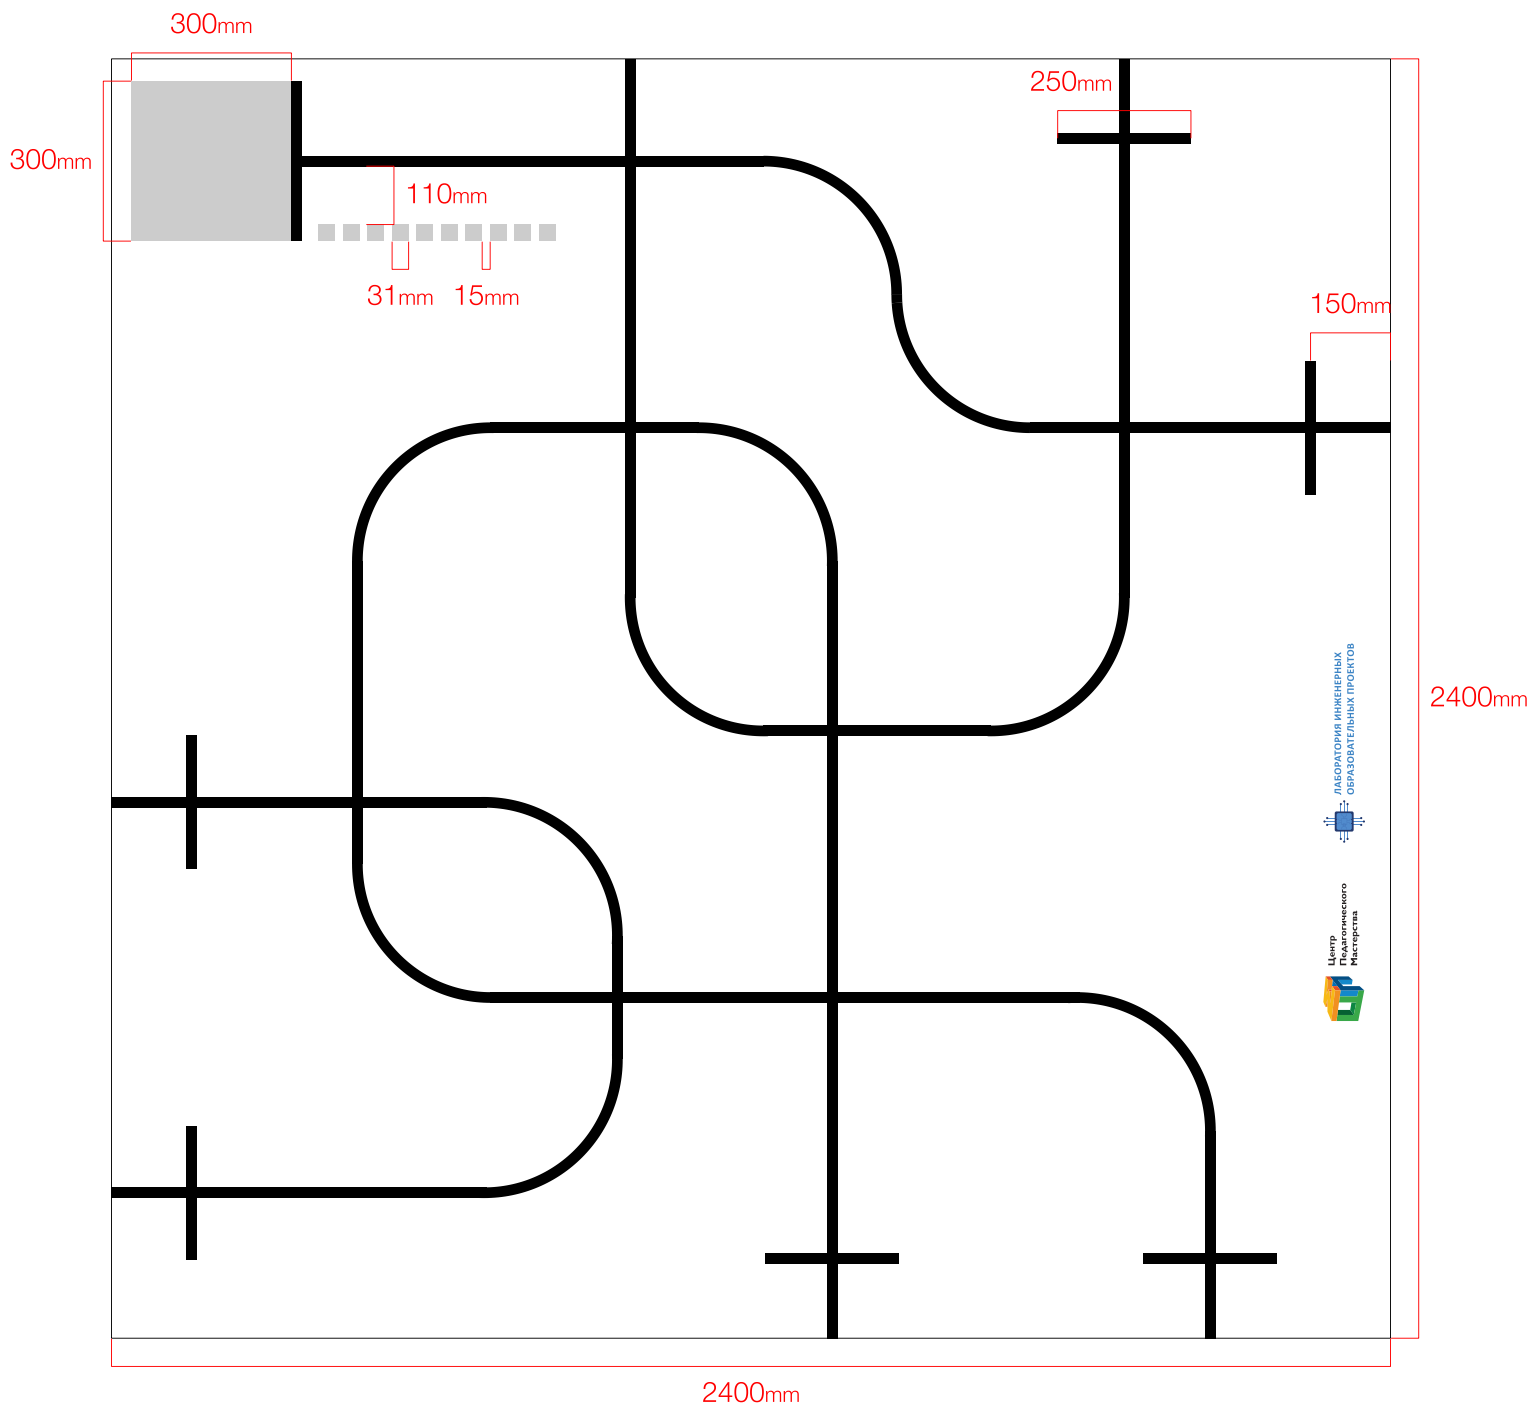 300mm
250mm
300mm
110mm
31mm
15mm
150mm
ЛАБОРАТОРИЯ ИНЖЕНЕРНЫХ
ОБРАЗОВАТЕЛЬНЫХ ПРОЕКТОВ
2400mm
Центр
Педагогического
Мастерства
2400mm